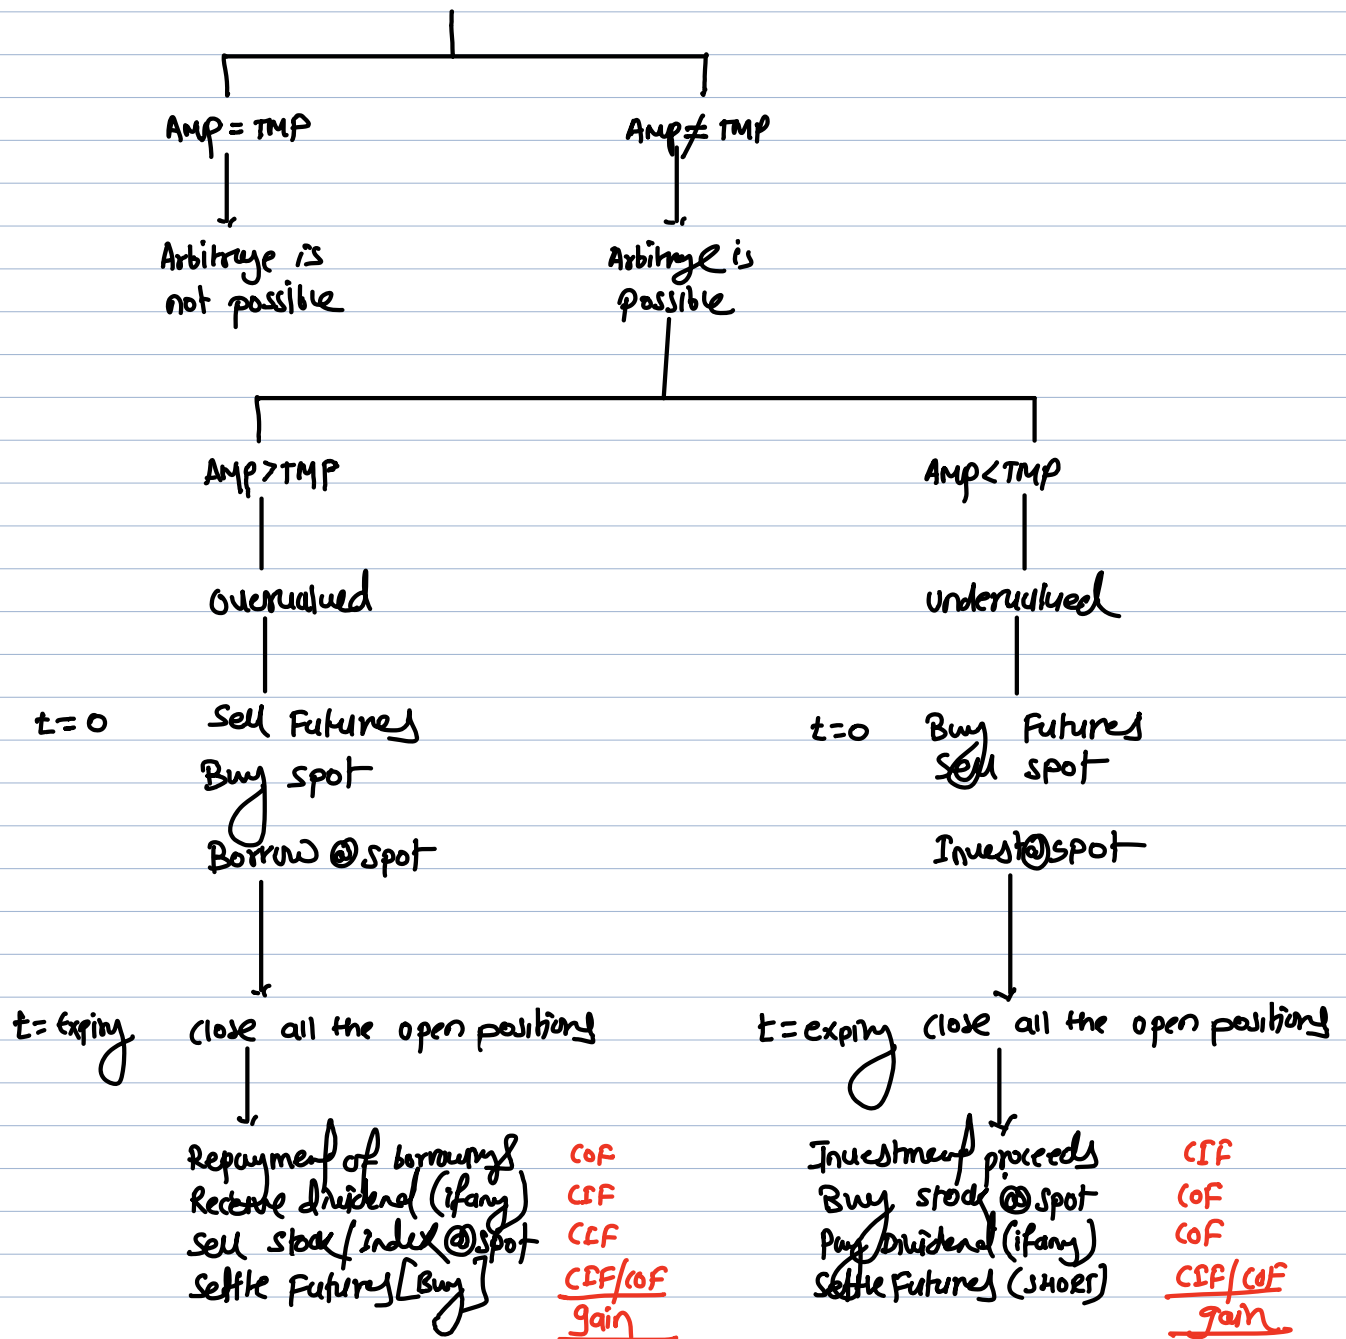 AMP = TMP
AMP ≠ TMP
Arbitrage is
not possible
Arbitrage is
possible
AMP > TMP
AMP < TMP
Overvalued
Undervalued
t=0
Sell Futures
Buy spot
Borrow @ spot
t=0
Buy Futures
Sell spot
Invest @ spot
t = Expiry
Close all the open positions
t = expiry
Close all the open positions
Repayment of borrowings COF
Receive dividend (if any) CIF
Sell stock/Index @ spot CIF
Settle Futures [Buy] CIF/COF
gain
Investment proceeds CIF
Buy stock @ spot COF
Pay Dividend (if any) COF
Settle Futures (SHORT) CIF/COF
gain